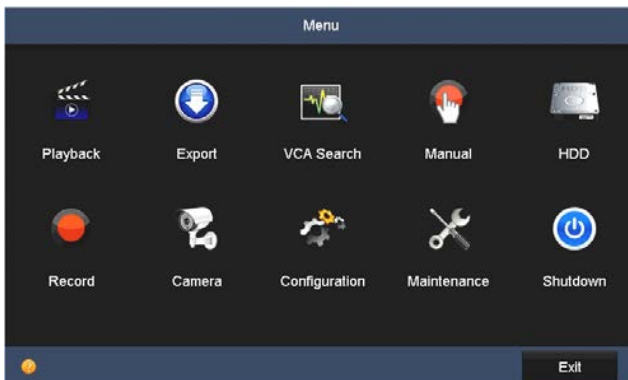 Menu
Playback Export VCA Search Manual HDD
Record Camera Configuration Maintenance Shutdown
Exit